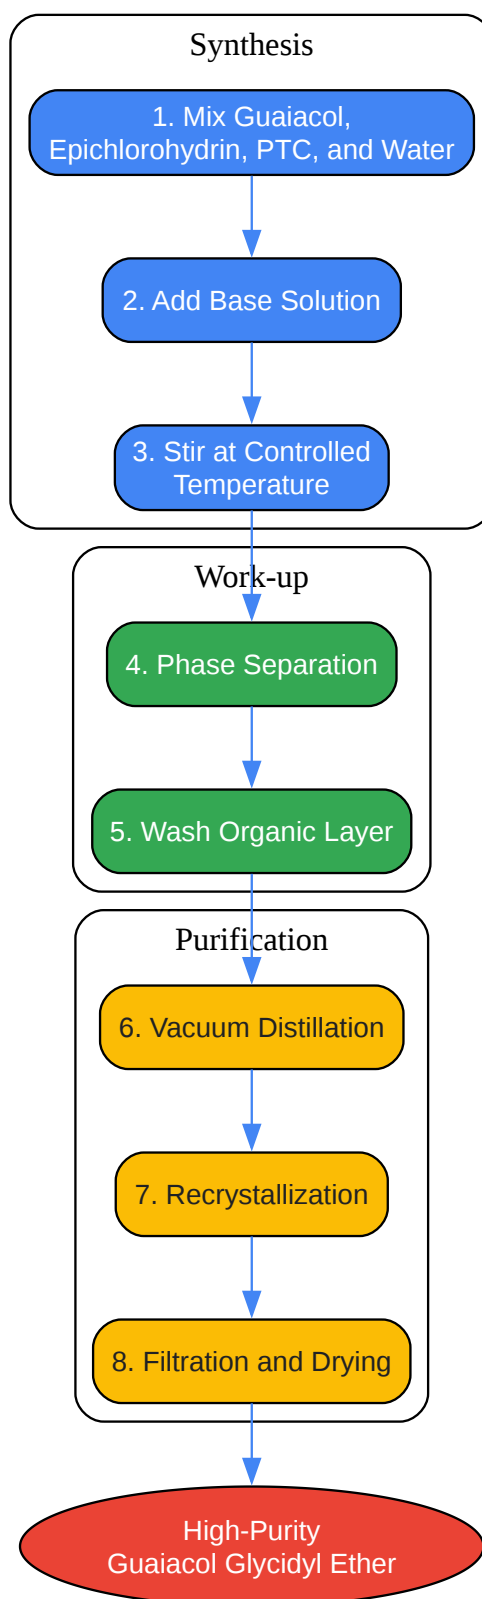 Synthesis
1. Mix Guaiacol,
Epichlorohydrin, PTC, and Water
2. Add Base Solution
3. Stir at Controlled
Temperature
Work-up
4. Phase Separation
5. Wash Organic Layer
Purification
6. Vacuum Distillation
7. Recrystallization
8. Filtration and Drying
High-Purity
Guaiacol Glycidyl Ether